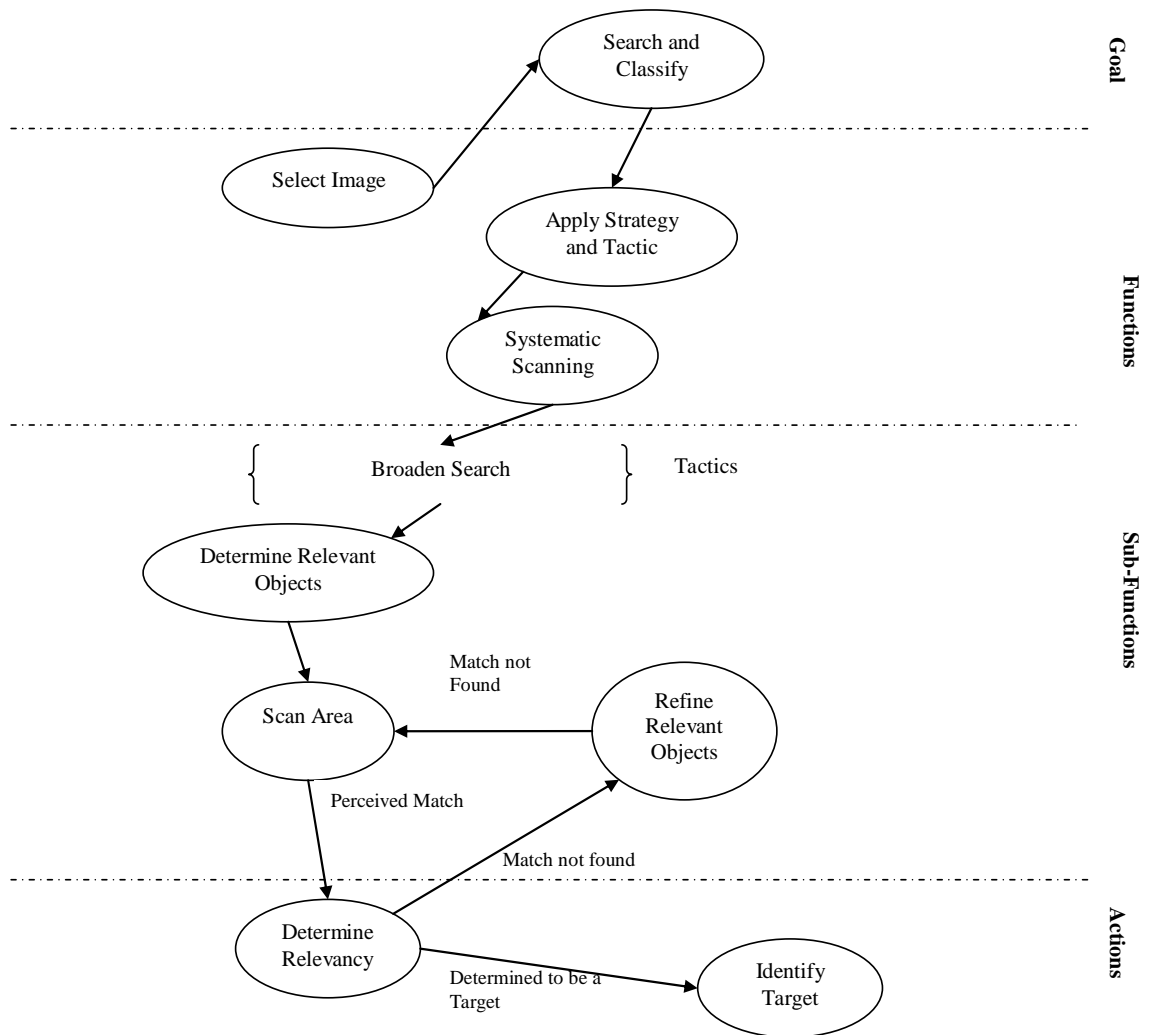 Search and
Classify
Goal
Select Image
Apply Strategy
and Tactic
Functions
Systematic
Scanning
{ Broaden Search } Tactics
Determine Relevant
Objects
Sub-Functions
Match not
Found
Scan Area
Refine
Relevant
Objects
Perceived Match
Match not found
Determine
Relevancy
Actions
Determined to be a
Target
Identify
Target